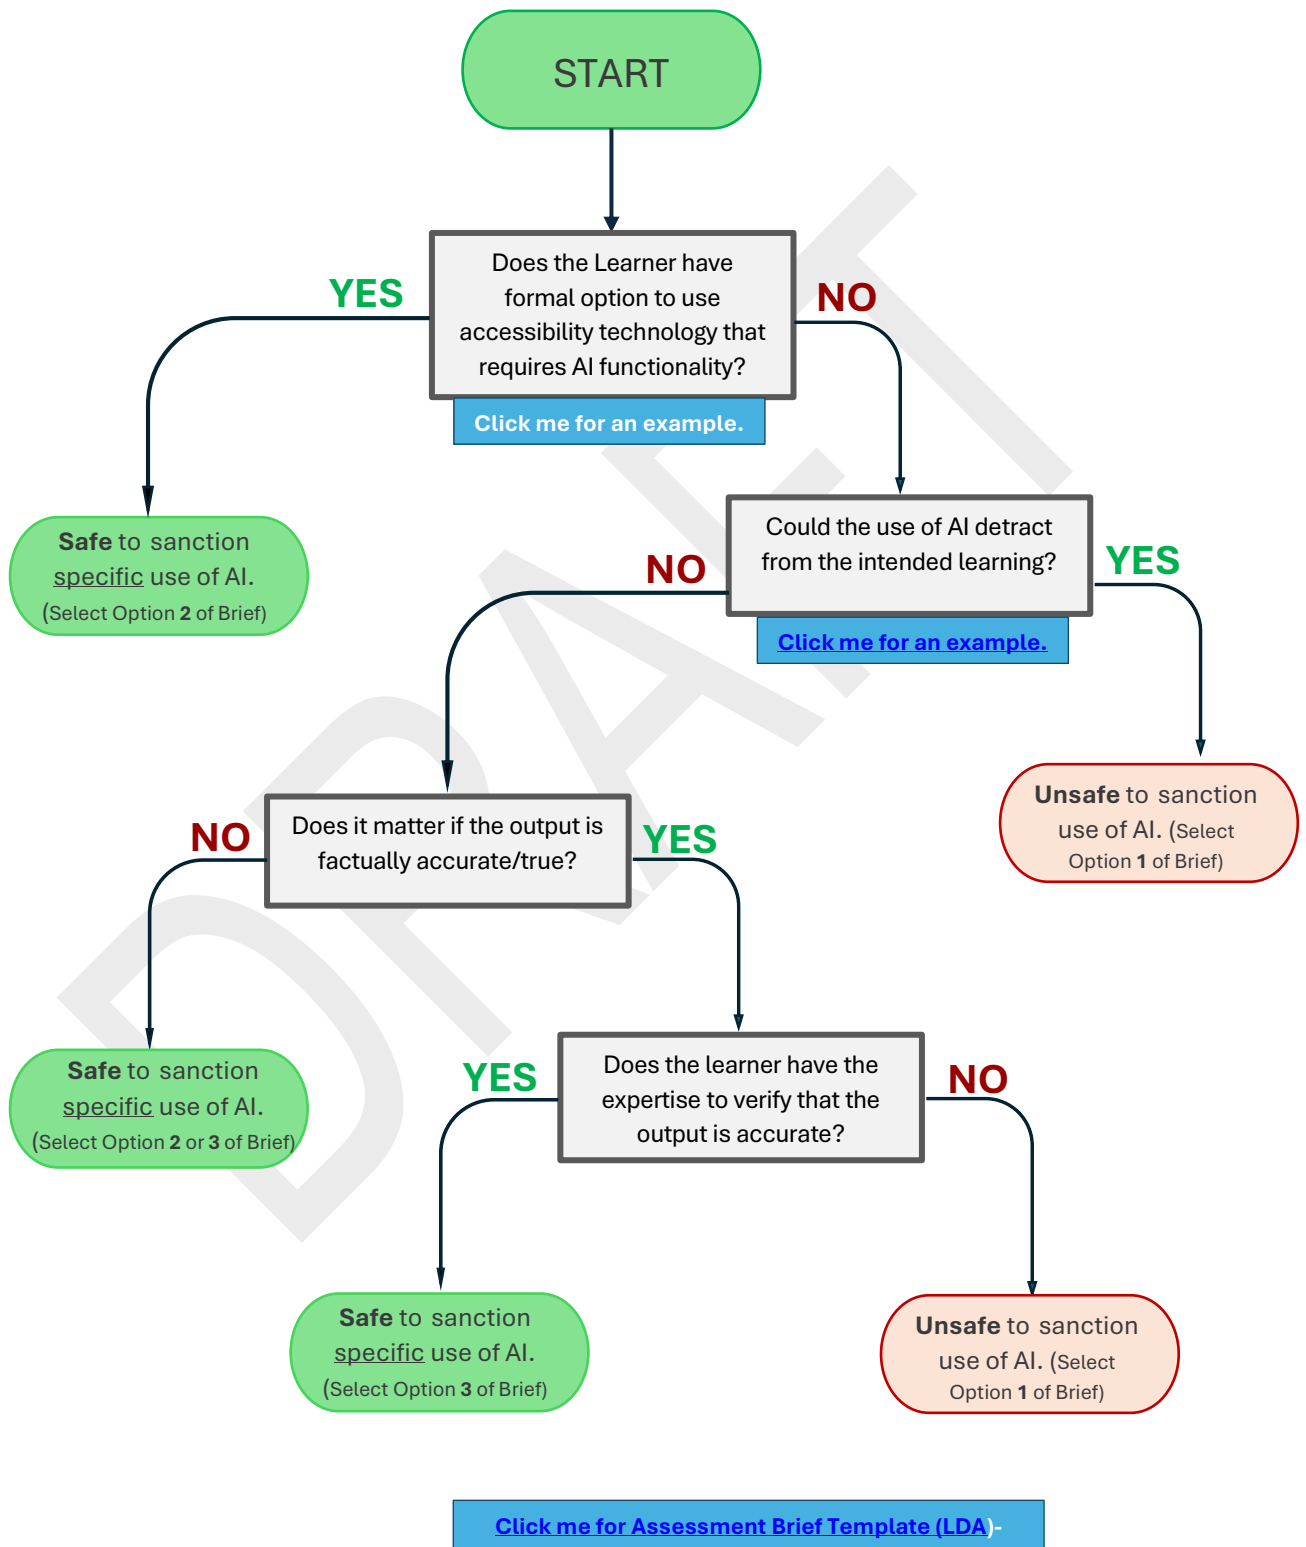 START
Does the Learner have
formal option to use
accessibility technology that
requires AI functionality?
YES
NO
Click me for an example.
Safe to sanction
specific use of AI.
(Select Option 2 of Brief)
Could the use of AI detract
from the intended learning?
NO
YES
Click me for an example.
Unsafe to sanction
use of AI. (Select
Option 1 of Brief)
Does it matter if the output is
factually accurate/true?
NO
YES
Safe to sanction
specific use of AI.
(Select Option 2 or 3 of Brief)
Does the learner have the
expertise to verify that the
output is accurate?
YES
NO
Safe to sanction
specific use of AI.
(Select Option 3 of Brief)
Unsafe to sanction
use of AI. (Select
Option 1 of Brief)
Click me for Assessment Brief Template (LDA)-
DRAFT